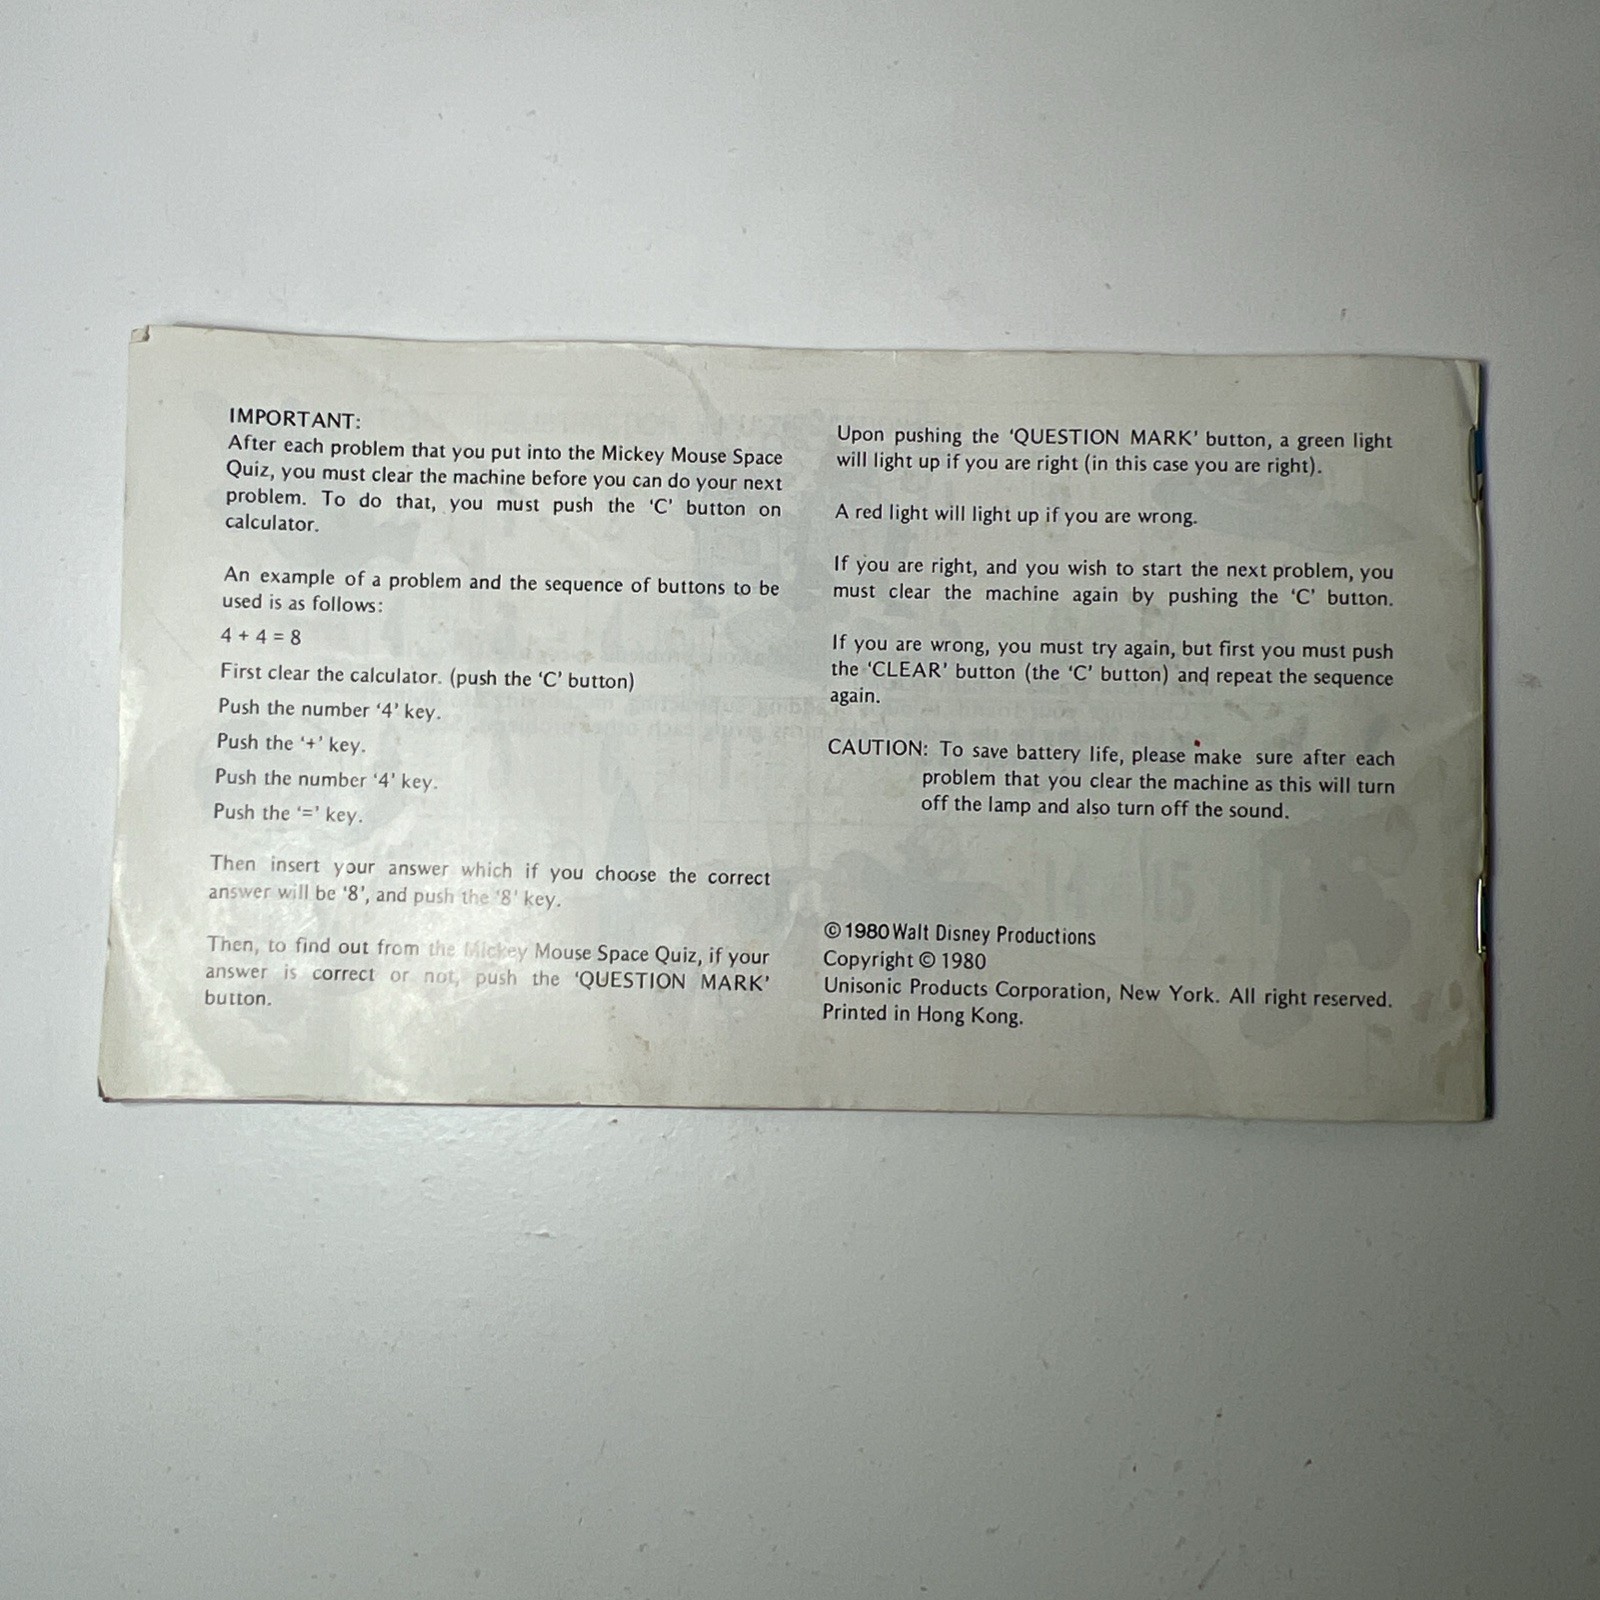 IMPORTANT:
After each problem that you put into the Mickey Mouse Space
Quiz, you must clear the machine before you can do your next
problem. To do that, you must push the ‘C’ button on
calculator.
An example of a problem and the sequence of buttons to be
used is as follows:
4 + 4 = 8
First clear the calculator. (push the ‘C’ button)
Push the number ‘4’ key.
Push the ‘+’ key.
Push the number ‘4’ key.
Push the ‘=’ key.
Then insert your answer which if you choose the correct
answer will be ‘8’, and push the ‘8’ key.
Then, to find out from the Mickey Mouse Space Quiz, if your
answer is correct or not, push the ‘QUESTION MARK’
button.
Upon pushing the ‘QUESTION MARK’ button, a green light
will light up if you are right (in this case you are right).
A red light will light up if you are wrong.
If you are right, and you wish to start the next problem, you
must clear the machine again by pushing the ‘C’ button.
If you are wrong, you must try again, but first you must push
the ‘CLEAR’ button (the ‘C’ button) and repeat the sequence
again.
CAUTION: To save battery life, please make sure after each
problem that you clear the machine as this will turn
off the lamp and also turn off the sound.
©1980 Walt Disney Productions
Copyright © 1980
Unisonic Products Corporation, New York. All right reserved.
Printed in Hong Kong.